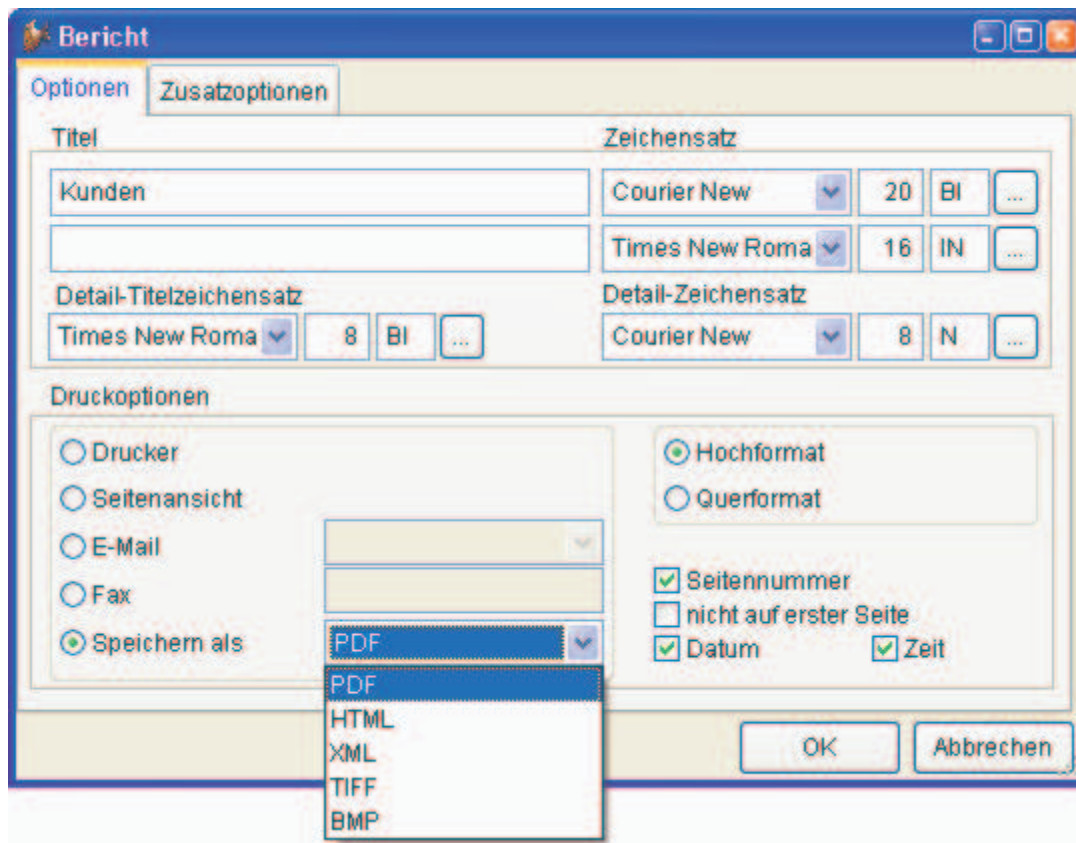 Bericht
Optionen Zusatzoptionen
Titel Zeichensatz
Kunden Courier New 20 BI ...
Times New Roma 16 IN ...
Detail-Titelzeichensatz Detail-Zeichensatz
Times New Roma 8 BI ... Courier New 8 N ...
Druckoptionen
Drucker Hochformat
Seitenansicht Querformat
E-Mail
Fax Seitennummer
nicht auf erster Seite
Speichern als PDF Datum Zeit
PDF
HTML
XML OK Abbrechen
TIFF
BMP